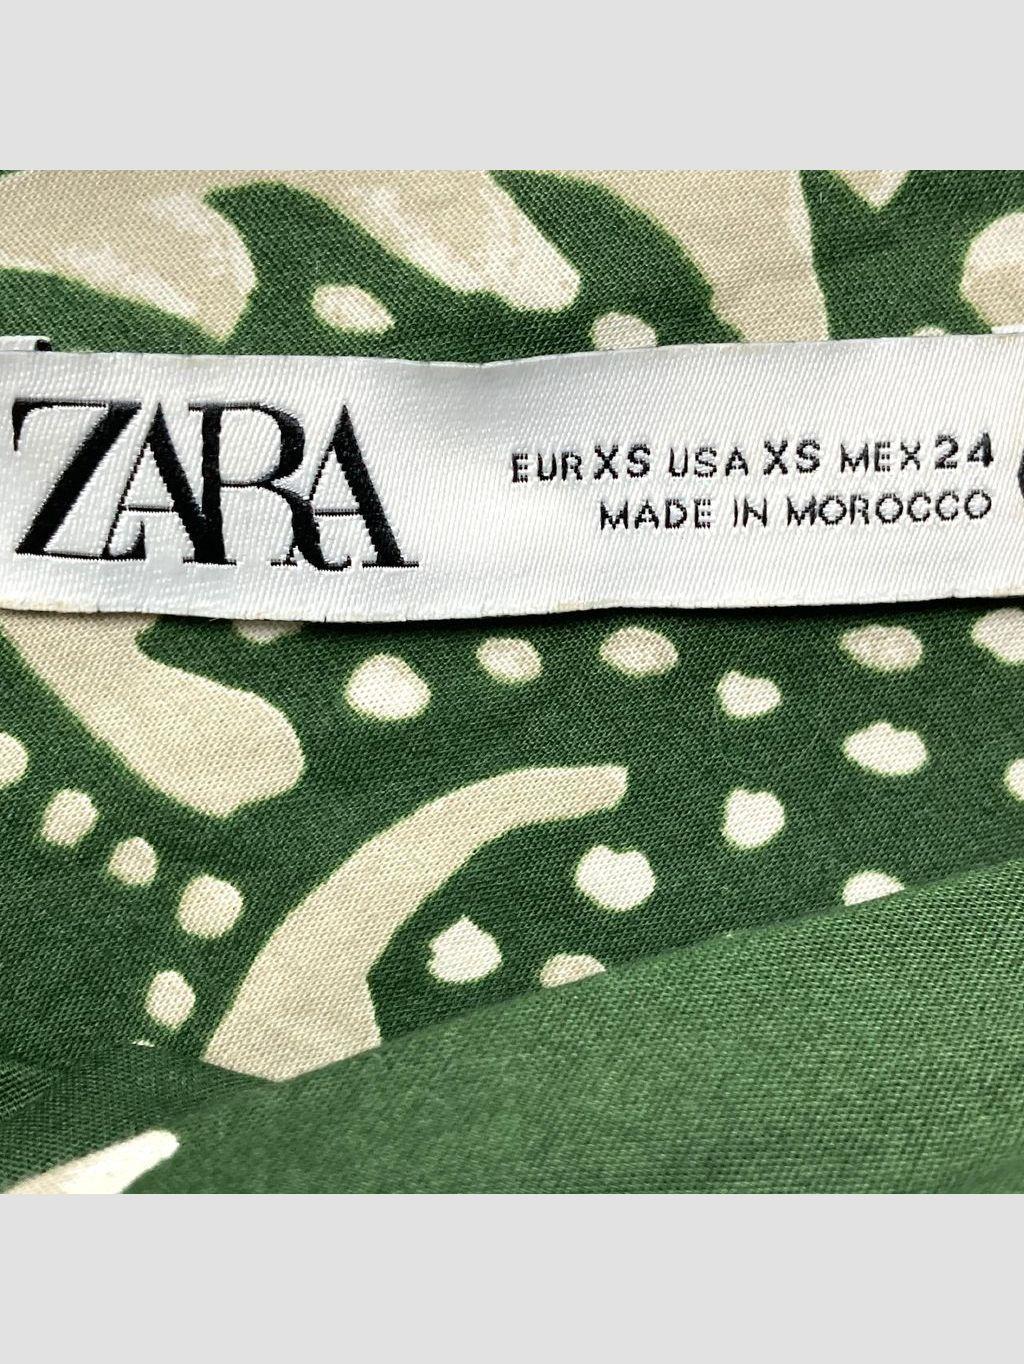 ZARA
EUR XS USA XS MEX 24
MADE IN MOROCCO